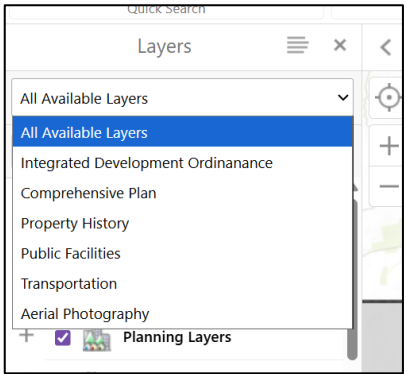 Quick Search
Layers
All Available Layers
All Available Layers
Integrated Development Ordinanance
Comprehensive Plan
Property History
Public Facilities
Transportation
Aerial Photography
Planning Layers